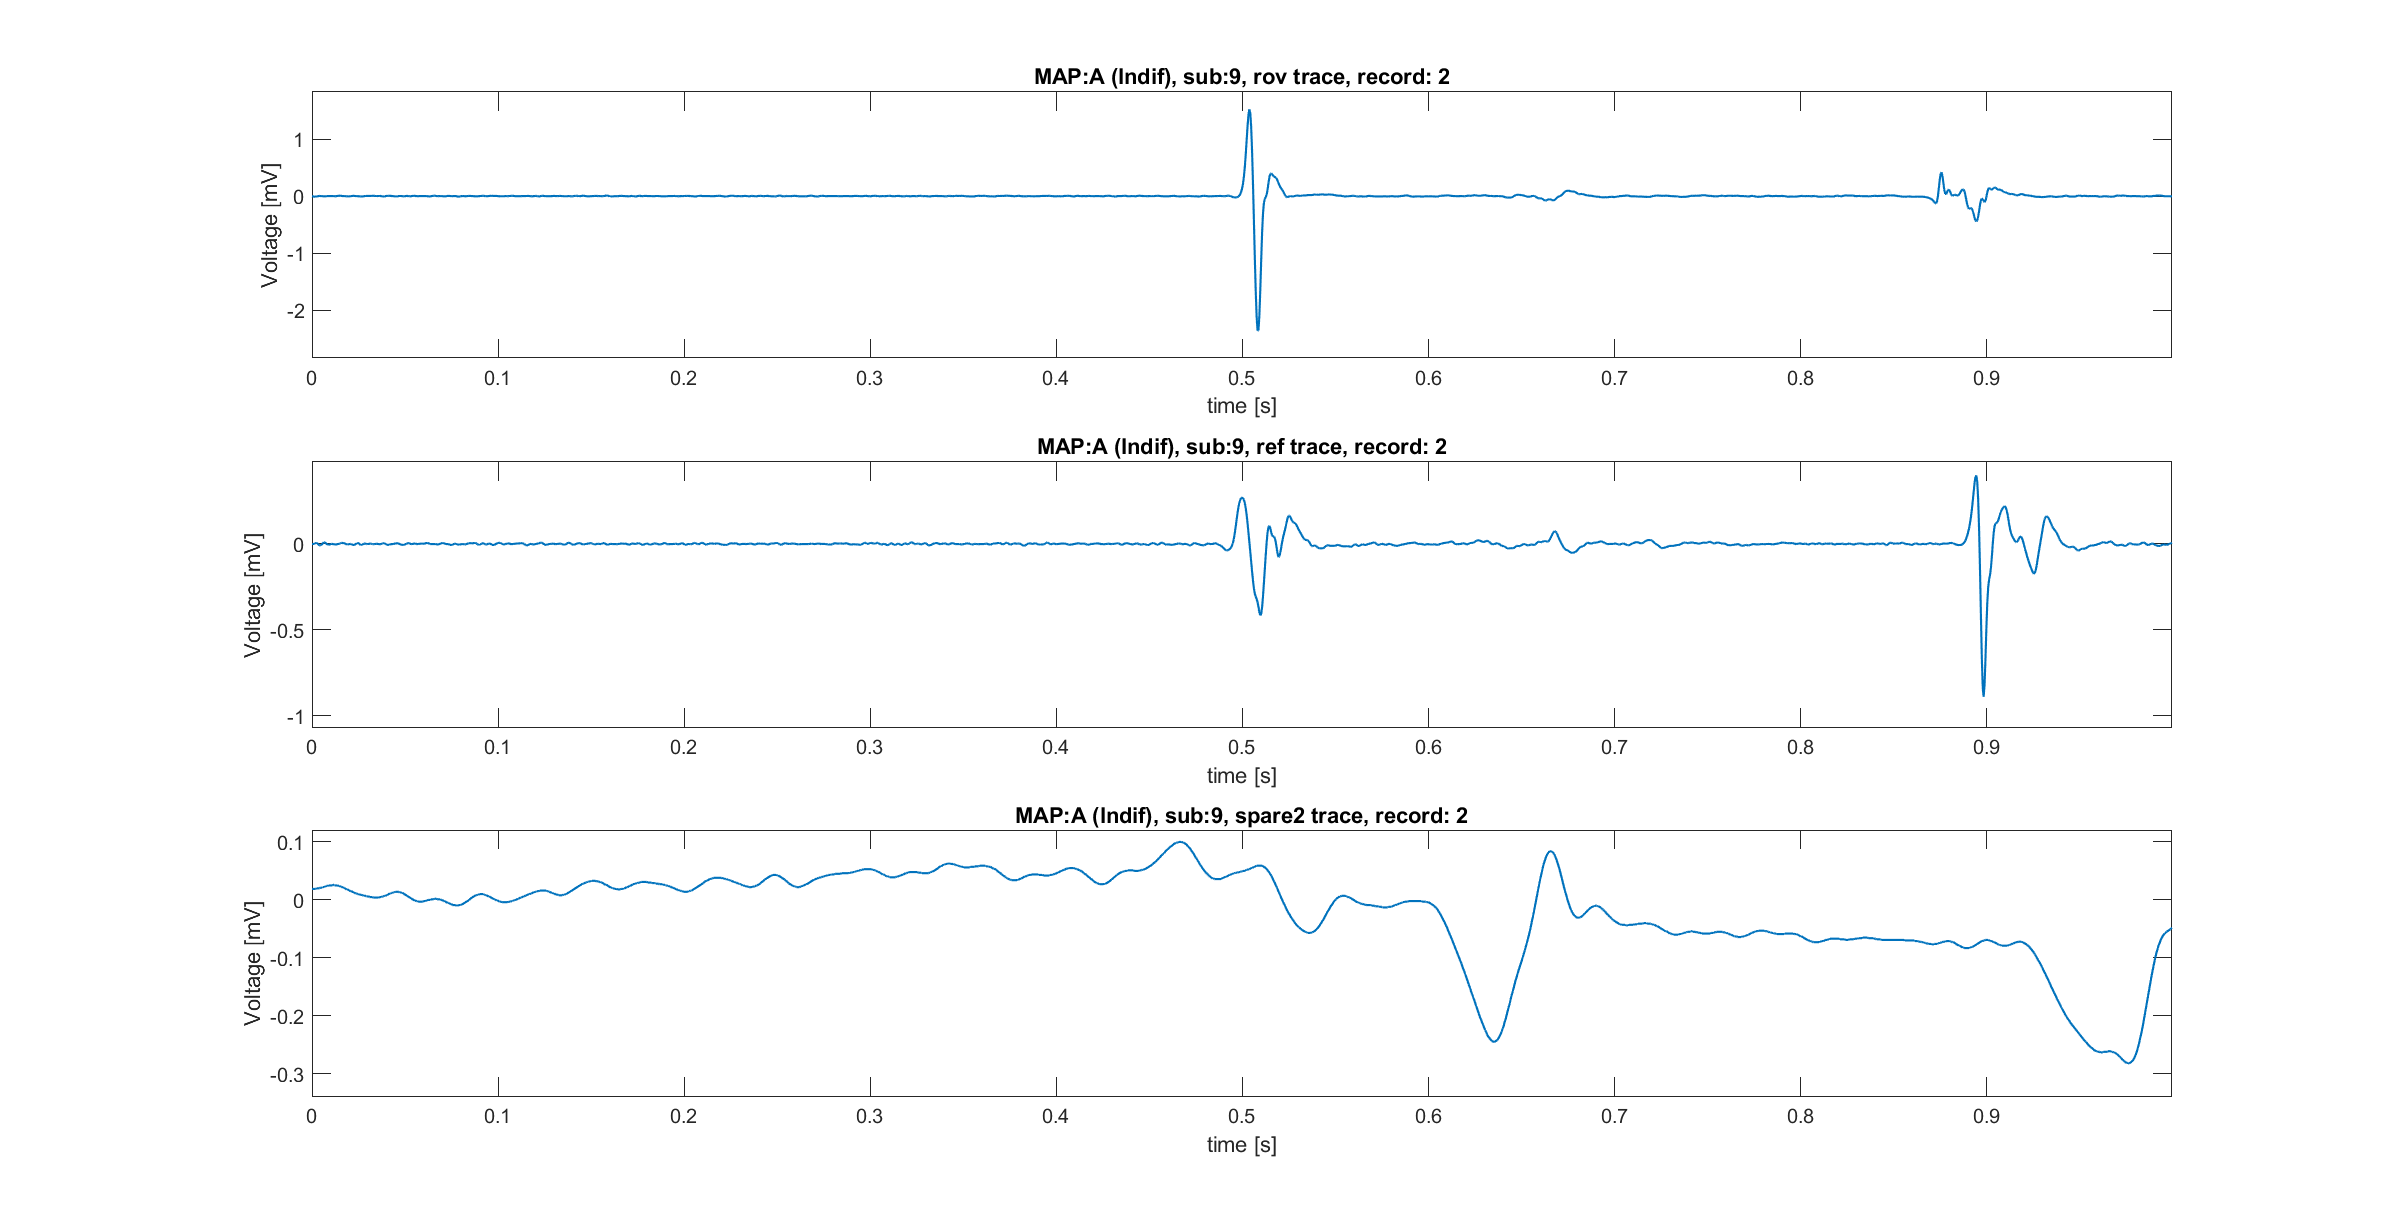 MAP:A (Indif), sub:9, rov trace, record: 2
Voltage [mV]
1
0
-1
-2
0 0.1 0.2 0.3 0.4 0.5 0.6 0.7 0.8 0.9
time [s]
MAP:A (Indif), sub:9, ref trace, record: 2
Voltage [mV]
0
-0.5
-1
0 0.1 0.2 0.3 0.4 0.5 0.6 0.7 0.8 0.9
time [s]
MAP:A (Indif), sub:9, spare2 trace, record: 2
Voltage [mV]
0.1
0
-0.1
-0.2
-0.3
0 0.1 0.2 0.3 0.4 0.5 0.6 0.7 0.8 0.9
time [s]